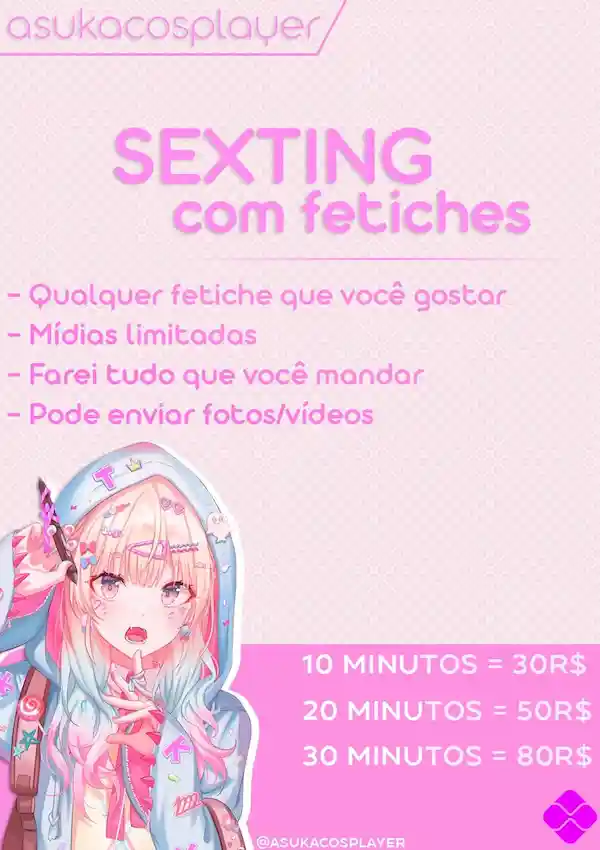 asukacosplayer
SEXTING
com fetiches
- Qualquer fetiche que você gostar
- Mídias limitadas
- Farei tudo que você mandar
- Pode enviar fotos/vídeos
10 MINUTOS = 30R$
20 MINUTOS = 50R$
30 MINUTOS = 80R$
@ASUKACOSPLAYER